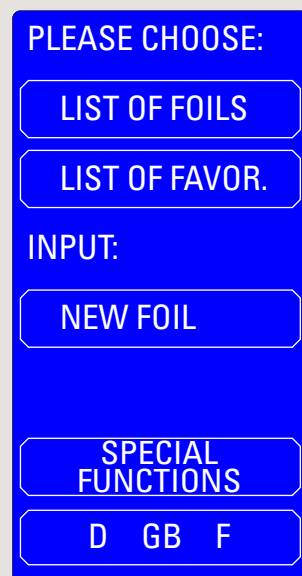 PLEASE CHOOSE:
LIST OF FOILS
LIST OF FAVOR.
INPUT:
NEW FOIL
SPECIAL
FUNCTIONS
D GB F